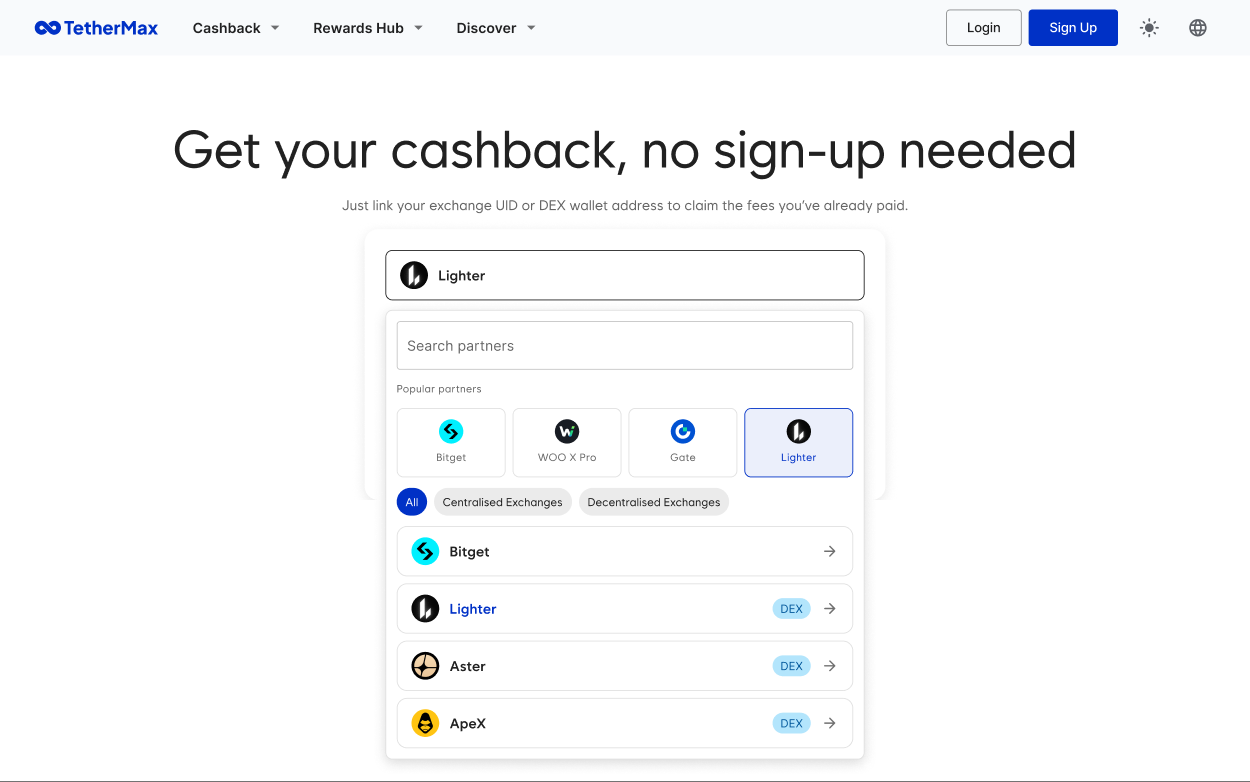 TetherMax Cashback Rewards Hub Discover Login Sign Up
Get your cashback, no sign-up needed
Just link your exchange UID or DEX wallet address to claim the fees you've already paid.
Lighter
Search partners
Popular partners
Bitget WOO X Pro Gate Lighter
All Centralised Exchanges Decentralised Exchanges
Bitget
Lighter DEX
Aster DEX
ApeX DEX